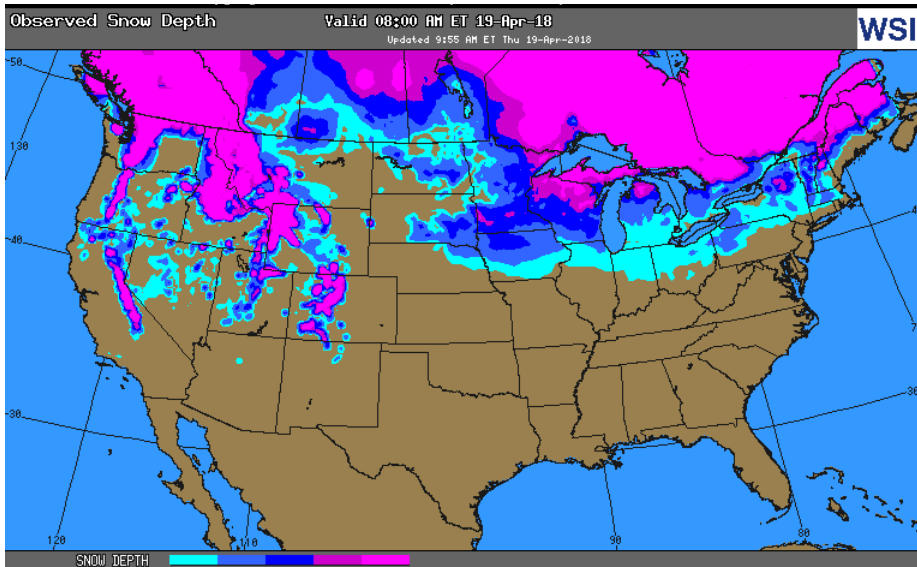 Observed Snow Depth
Valid 08:00 AM ET 19-Apr-18
Updated 9:55 AM ET Thu 19-Apr-2018
WSI
50
130
40
30
120
110
90
80
SNOW DEPTH